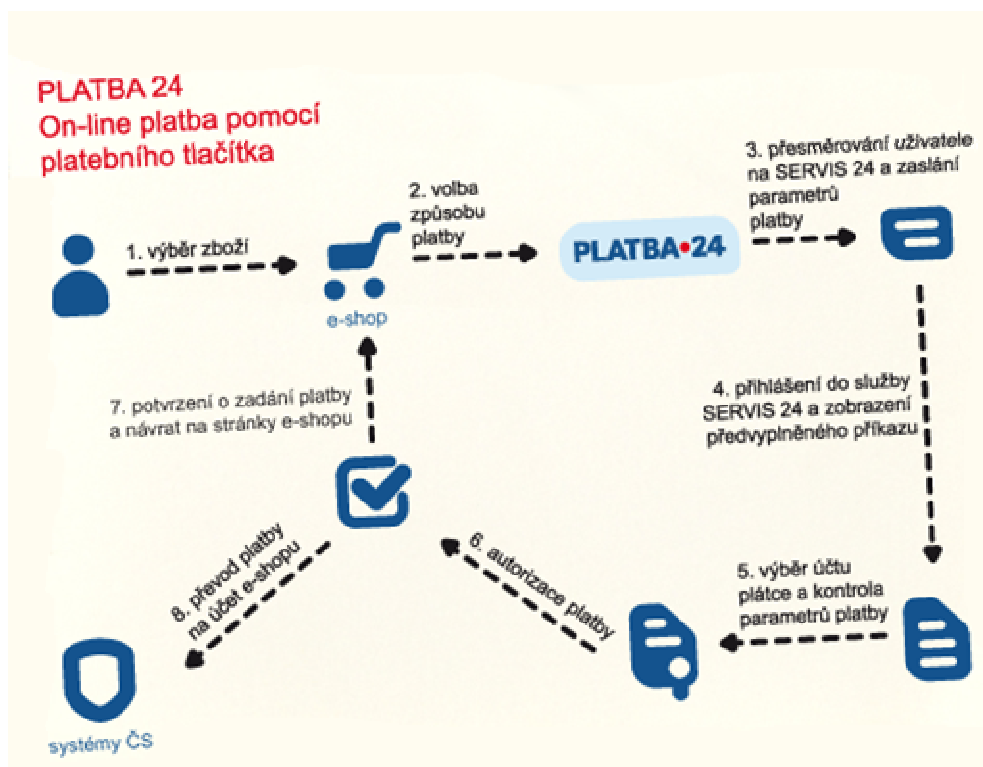 PLATBA 24
On-line platba pomocí
platebního tlačítka
1. výběr zboží
e-shop
2. volba
způsobu
platby
PLATBA•24
3. přesměrování uživatele
na SERVIS 24 a zaslání
parametrů
platby
4. přihlášení do služby
SERVIS 24 a zobrazení
předvyplněného příkazu
5. výběr účtu
plátce a kontrola
parametrů platby
6. autorizace platby
7. potvrzení o zadání platby
a návrat na stránky e-shopu
8. převod platby
na účet e-shopu
systémy ČS